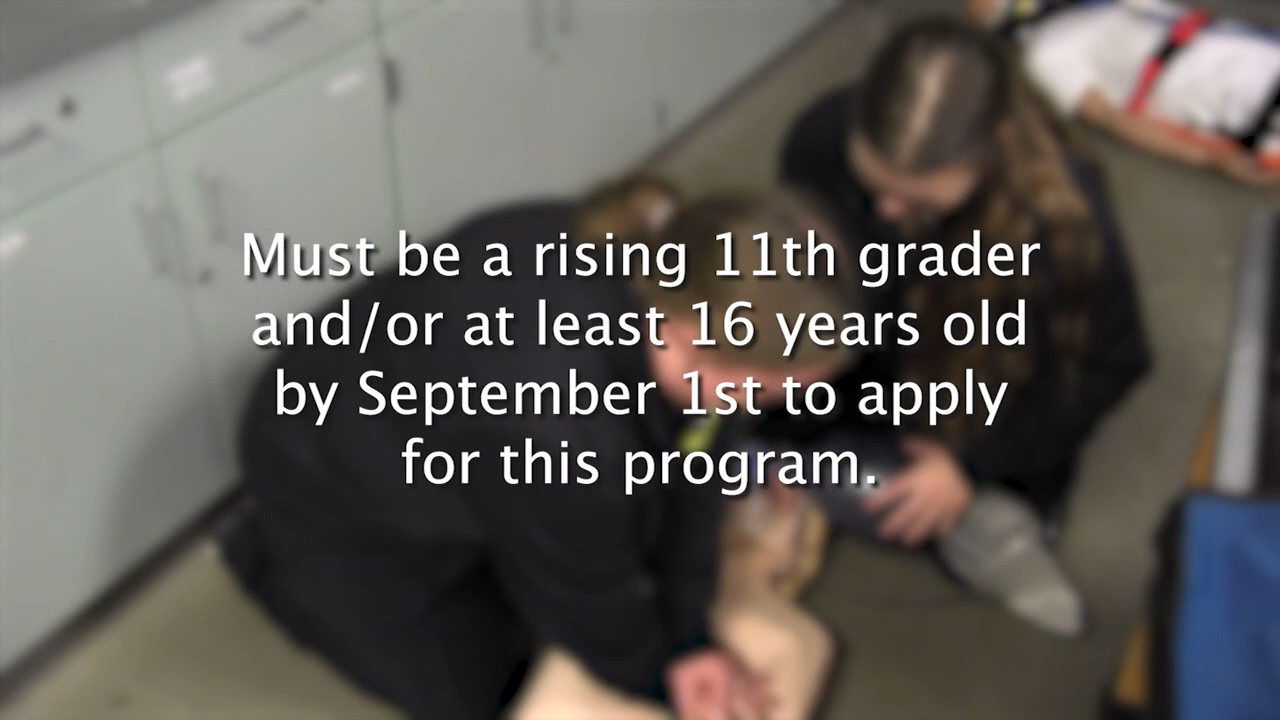 Must be a rising 11th grader
and/or at least 16 years old
by September 1st to apply
for this program.